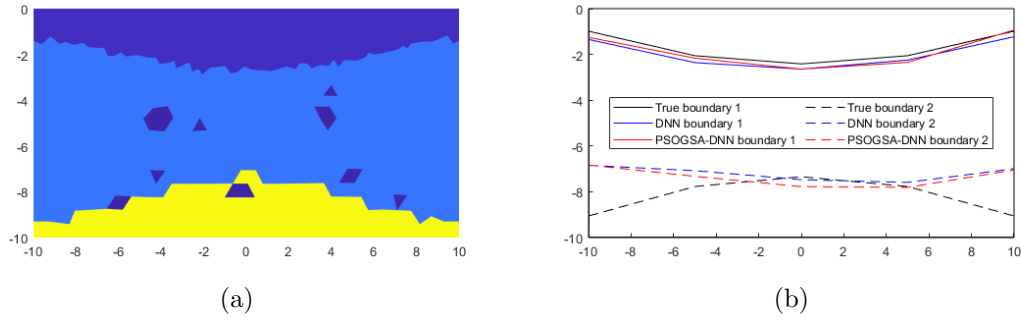 0
-2
-4
-6
-8
-10
-10 -8 -6 -4 -2 0 2 4 6 8 10
(a)
0
-2
-4
-6
-8
-10
True boundary 1 True boundary 2
DNN boundary 1 DNN boundary 2
PSOGSA-DNN boundary 1 PSOGSA-DNN boundary 2
-10 -8 -6 -4 -2 0 2 4 6 8 10
(b)